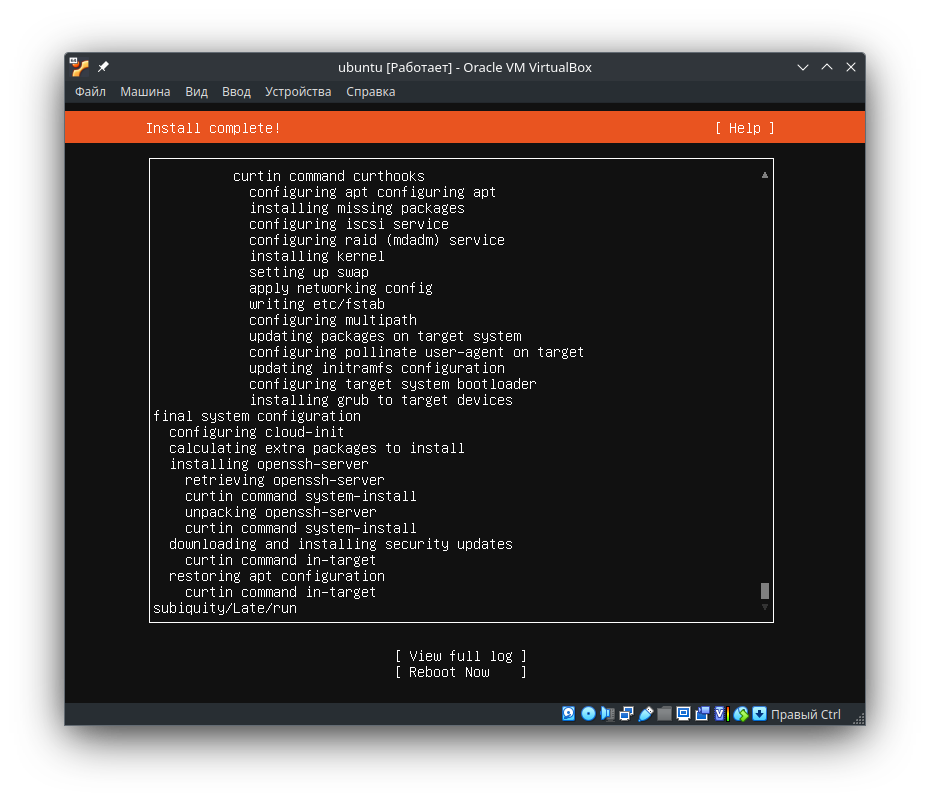 ubuntu [Работает] - Oracle VM VirtualBox
Файл Машина Вид Ввод Устройства Справка
Install complete! [ Help ]
curtin command curthooks
configuring apt configuring apt
installing missing packages
configuring iscsi service
configuring raid (mdadm) service
installing kernel
setting up swap
apply networking config
writing etc/fstab
configuring multipath
updating packages on target system
configuring pollinate user-agent on target
updating initramfs configuration
configuring target system bootloader
installing grub to target devices
final system configuration
configuring cloud-init
calculating extra packages to install
installing openssh-server
retrieving openssh-server
curtin command system-install
unpacking openssh-server
curtin command system-install
downloading and installing security updates
curtin command in-target
restoring apt configuration
curtin command in-target
subiquity/Late/run
[ View full log ]
[ Reboot Now ]
Правый Ctrl